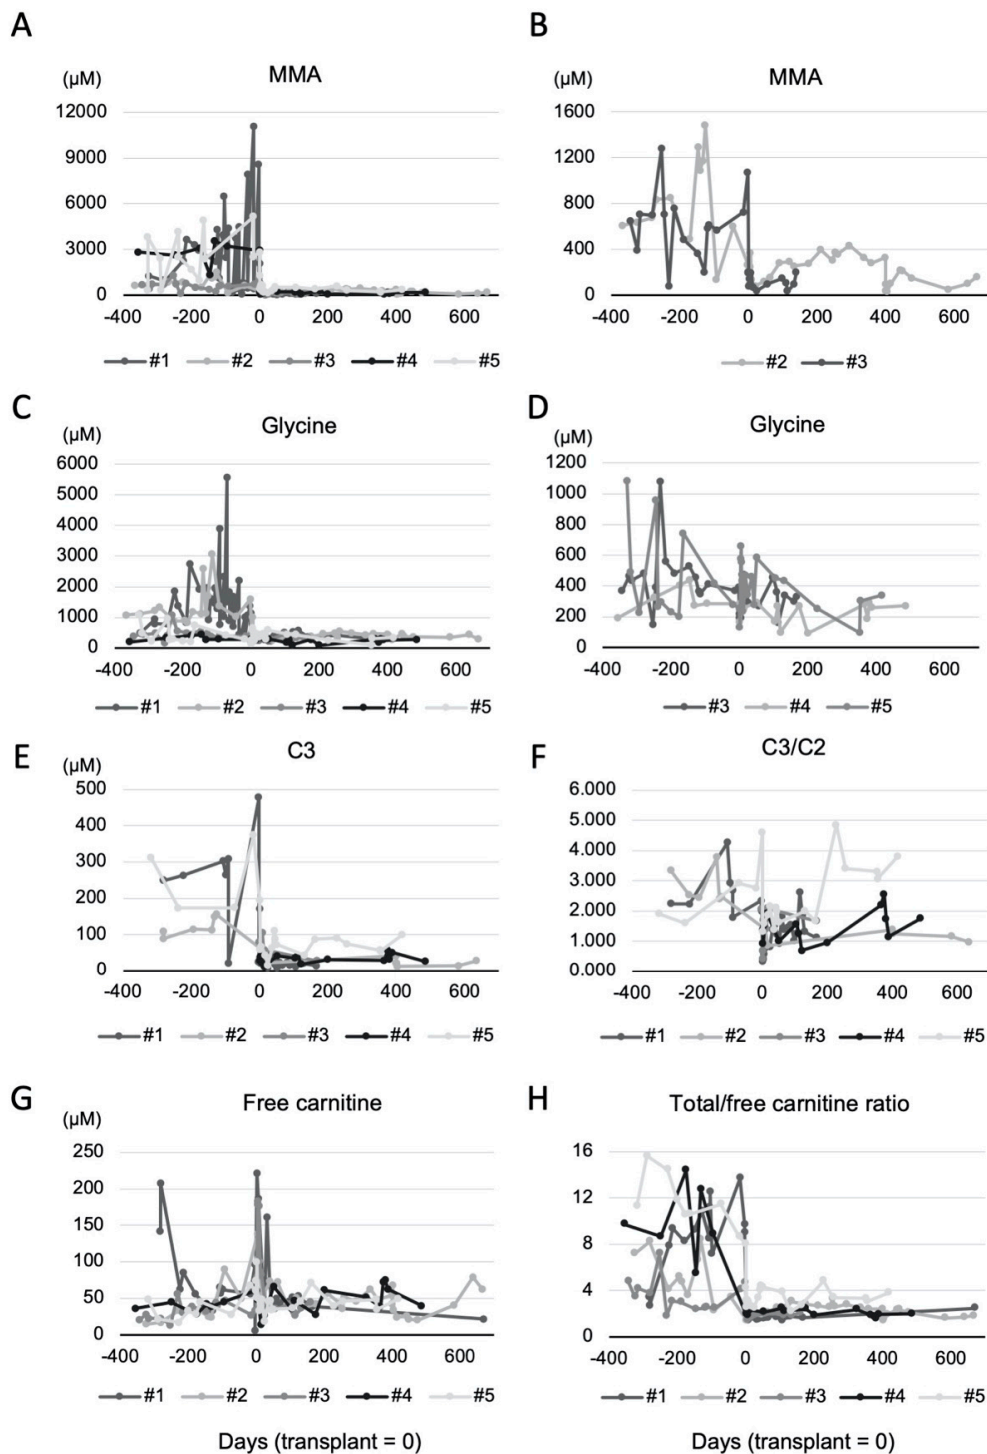 A
MMA
(µM)
12000
9000
6000
3000
0
-400 -200 0 200 400 600
#1 #2 #3 #4 #5
B
MMA
(µM)
1600
1200
800
400
0
-400 -200 0 200 400 600
#2 #3
C
Glycine
(µM)
6000
5000
4000
3000
2000
1000
0
-400 -200 0 200 400 600
#1 #2 #3 #4 #5
D
Glycine
(µM)
1200
1000
800
600
400
200
0
-400 -200 0 200 400 600
#3 #4 #5
E
C3
(µM)
500
400
300
200
100
0
-400 -200 0 200 400 600
#1 #2 #3 #4 #5
F
C3/C2
6.000
5.000
4.000
3.000
2.000
1.000
0.000
-400 -200 0 200 400 600
#1 #2 #3 #4 #5
G
Free carnitine
(µM)
250
200
150
100
50
0
-400 -200 0 200 400 600
#1 #2 #3 #4 #5
Days (transplant = 0)
H
Total/free carnitine ratio
16
12
8
4
0
-400 -200 0 200 400 600
#1 #2 #3 #4 #5
Days (transplant = 0)